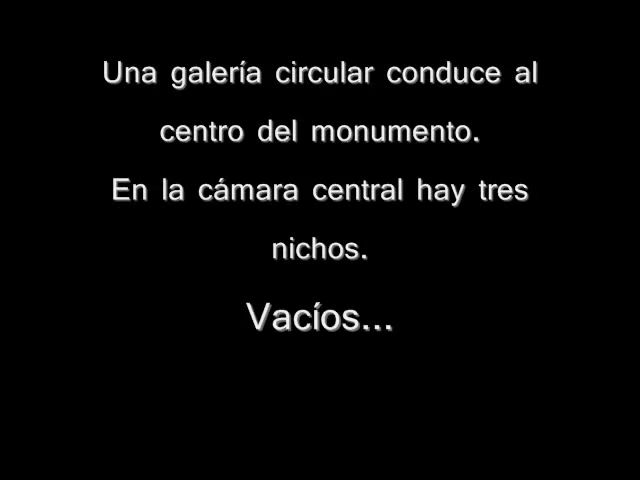 Una galería circular conduce al
centro del monumento.
En la cámara central hay tres
nichos.
Vacíos...